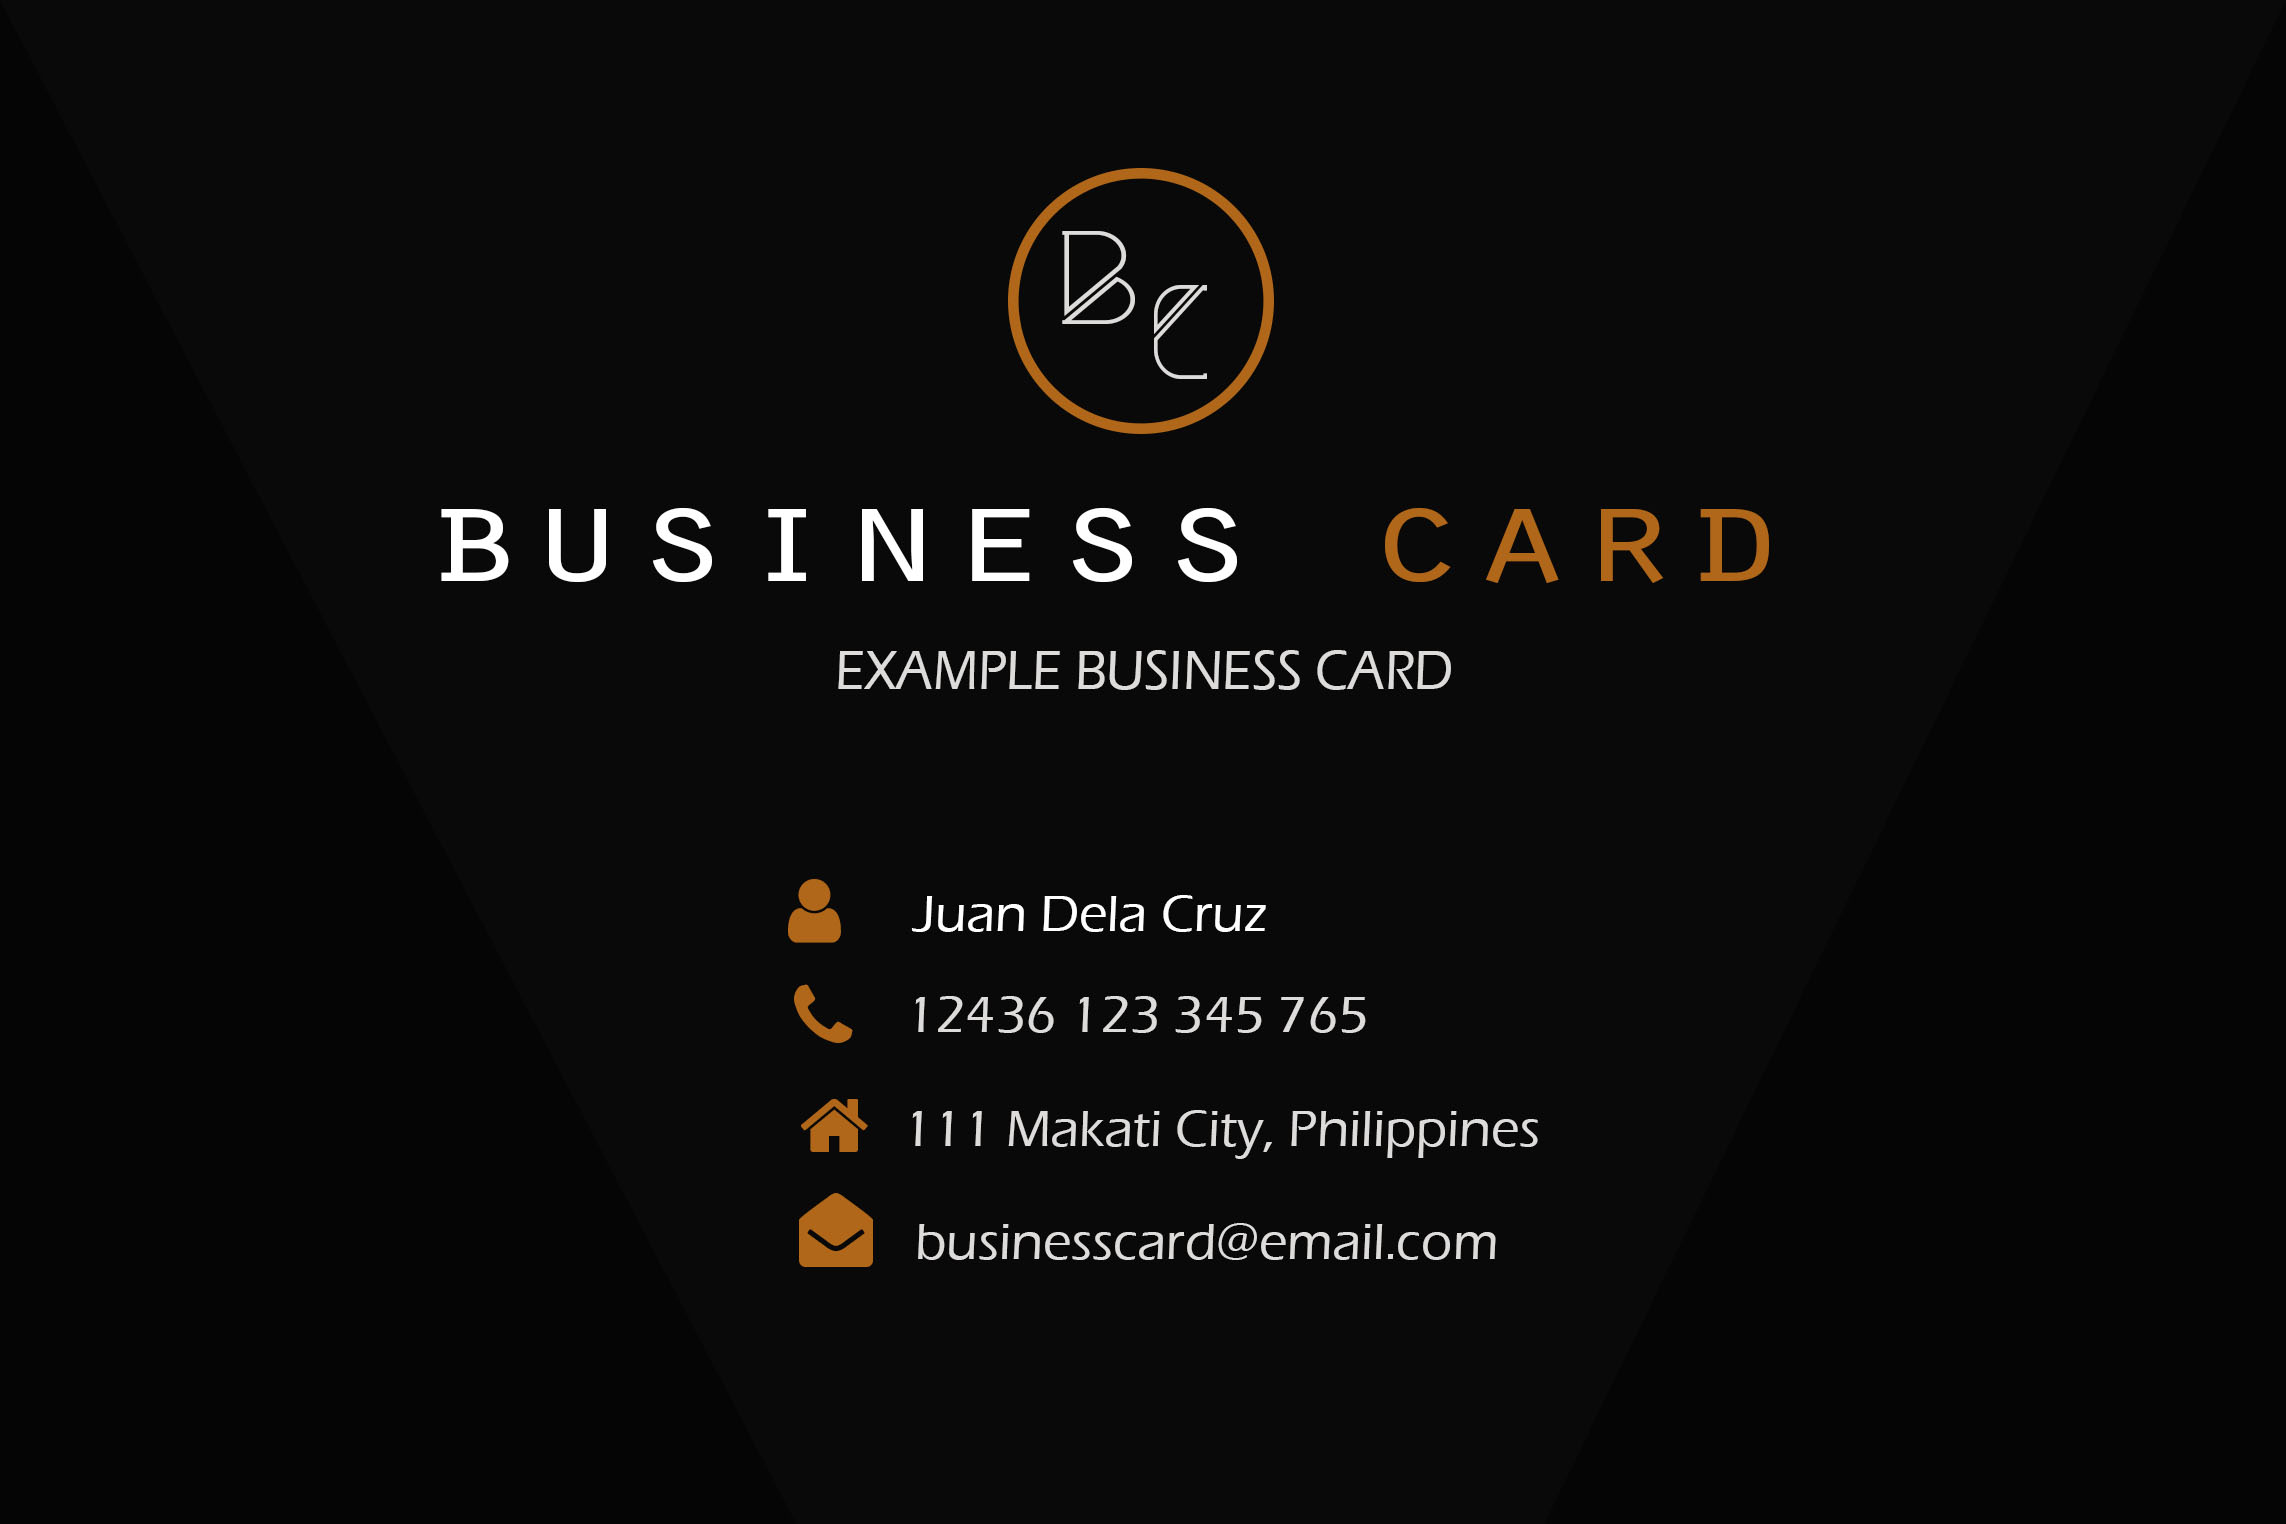 BC
BUSINESS CARD
EXAMPLE BUSINESS CARD
Juan Dela Cruz
12436 123 345 765
111 Makati City, Philippines
businesscard@email.com